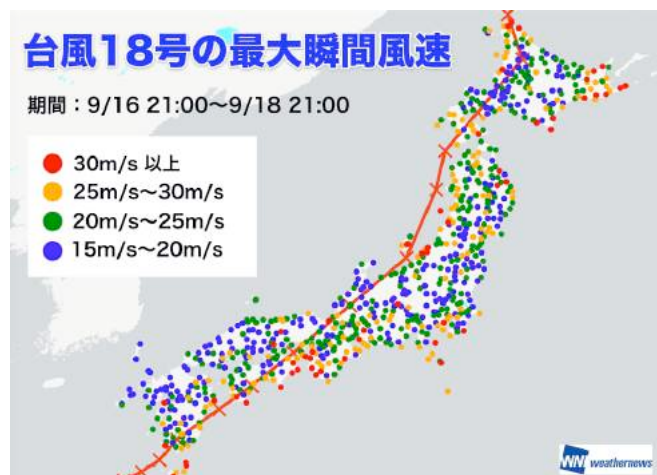 台風18号の最大瞬間風速
期間：9/16 21:00〜9/18 21:00
30m/s 以上
25m/s〜30m/s
20m/s〜25m/s
15m/s〜20m/s
WN weathernews